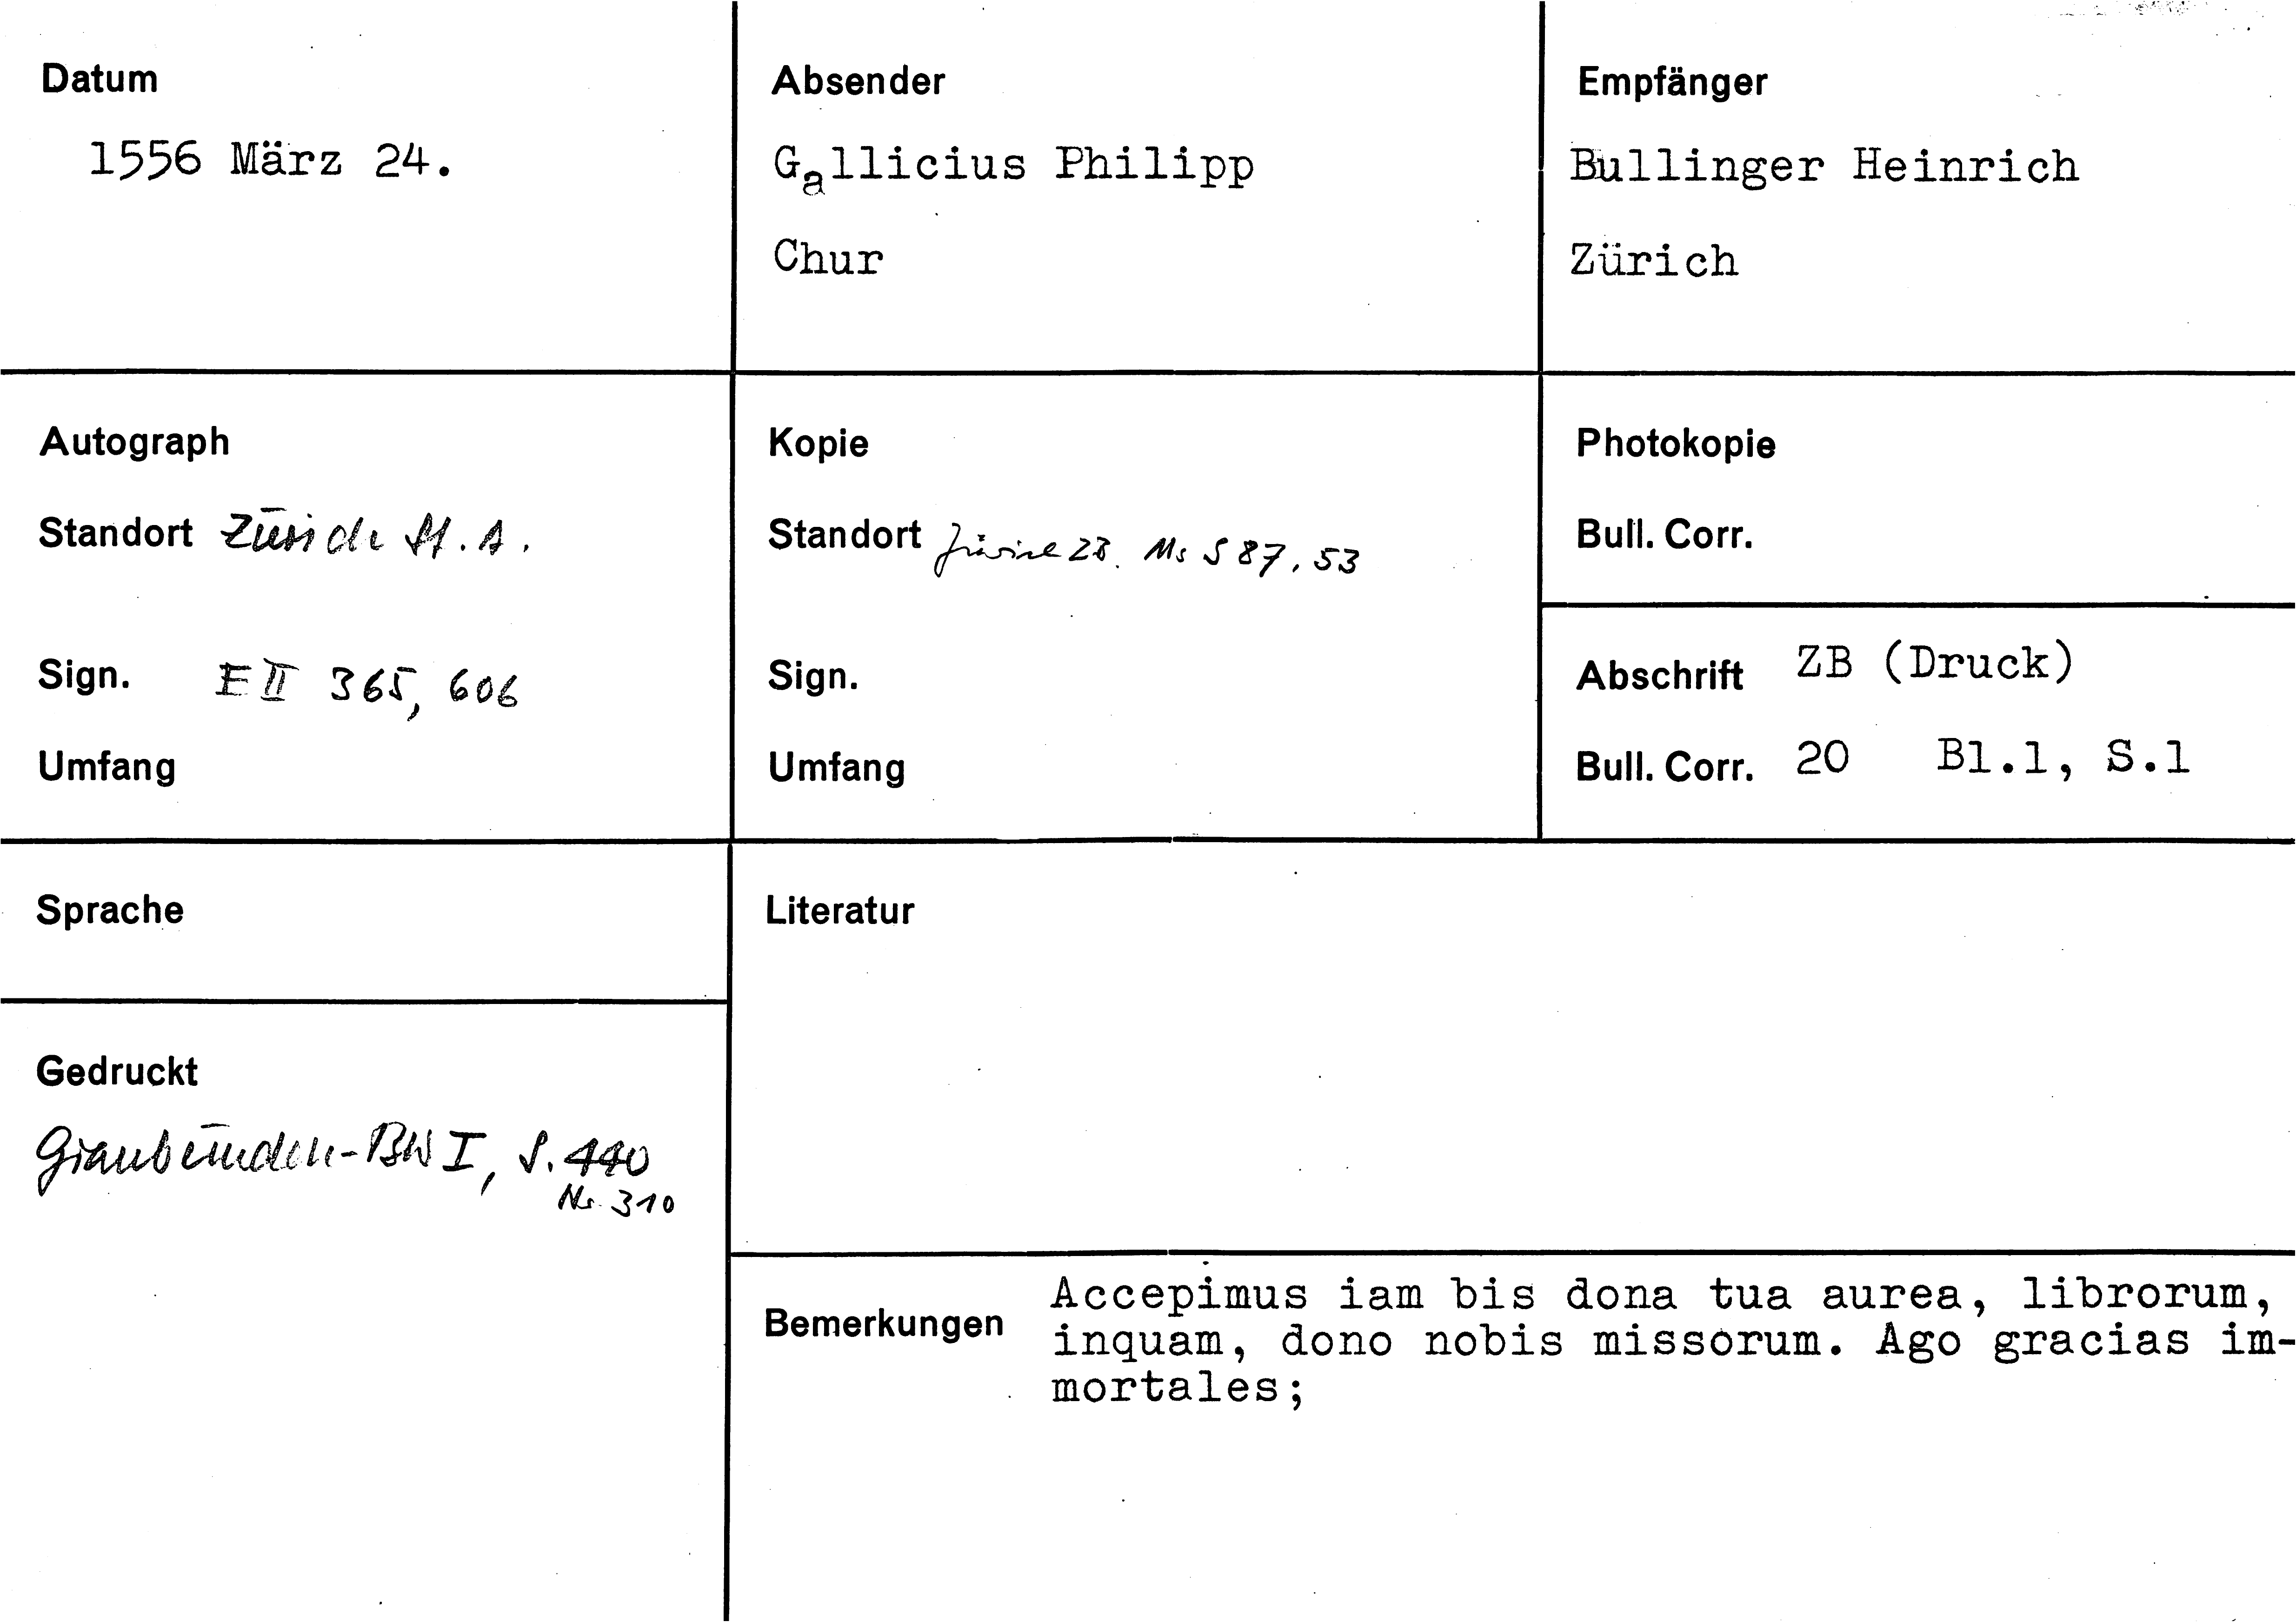 Datum
1556 März 24.
Absender
Gallicius Philipp
Chur
Empfänger
Bullinger Heinrich
Zürich
Autograph
Standort Zürich St. A.
Sign. E II 365, 606
Umfang
Kopie
Standort Zürich ZB. Ms S 87, 53
Sign.
Umfang
Photokopie
Bull. Corr.
Abschrift ZB (Druck)
Bull. Corr. 20 Bl.1, S.1
Sprache
Gedruckt
Graubünden-BW I, S. 440
Nr. 310
Literatur
Bemerkungen
Accepimus iam bis dona tua aurea, librorum,
inquam, dono nobis missorum. Ago gracias im-
mortales;